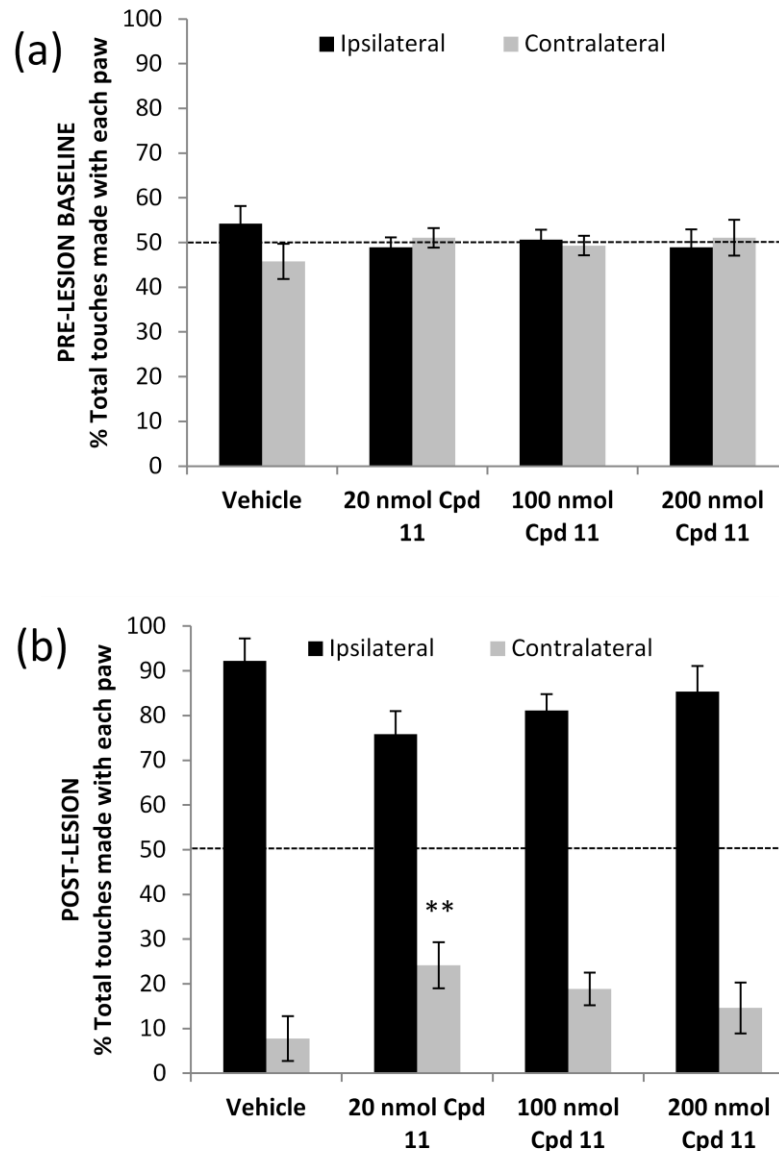 (a)
PRE-LESION BASELINE
% Total touches made with each paw
100
90
80
70
60
50
40
30
20
10
0
Ipsilateral Contralateral
Vehicle 20 nmol Cpd 100 nmol 200 nmol
11 Cpd 11 Cpd 11
(b)
POST-LESION
% Total touches made with each paw
100
90
80
70
60
50
40
30
20
10
0
Ipsilateral Contralateral
**
Vehicle 20 nmol Cpd 100 nmol 200 nmol
11 Cpd 11 Cpd 11